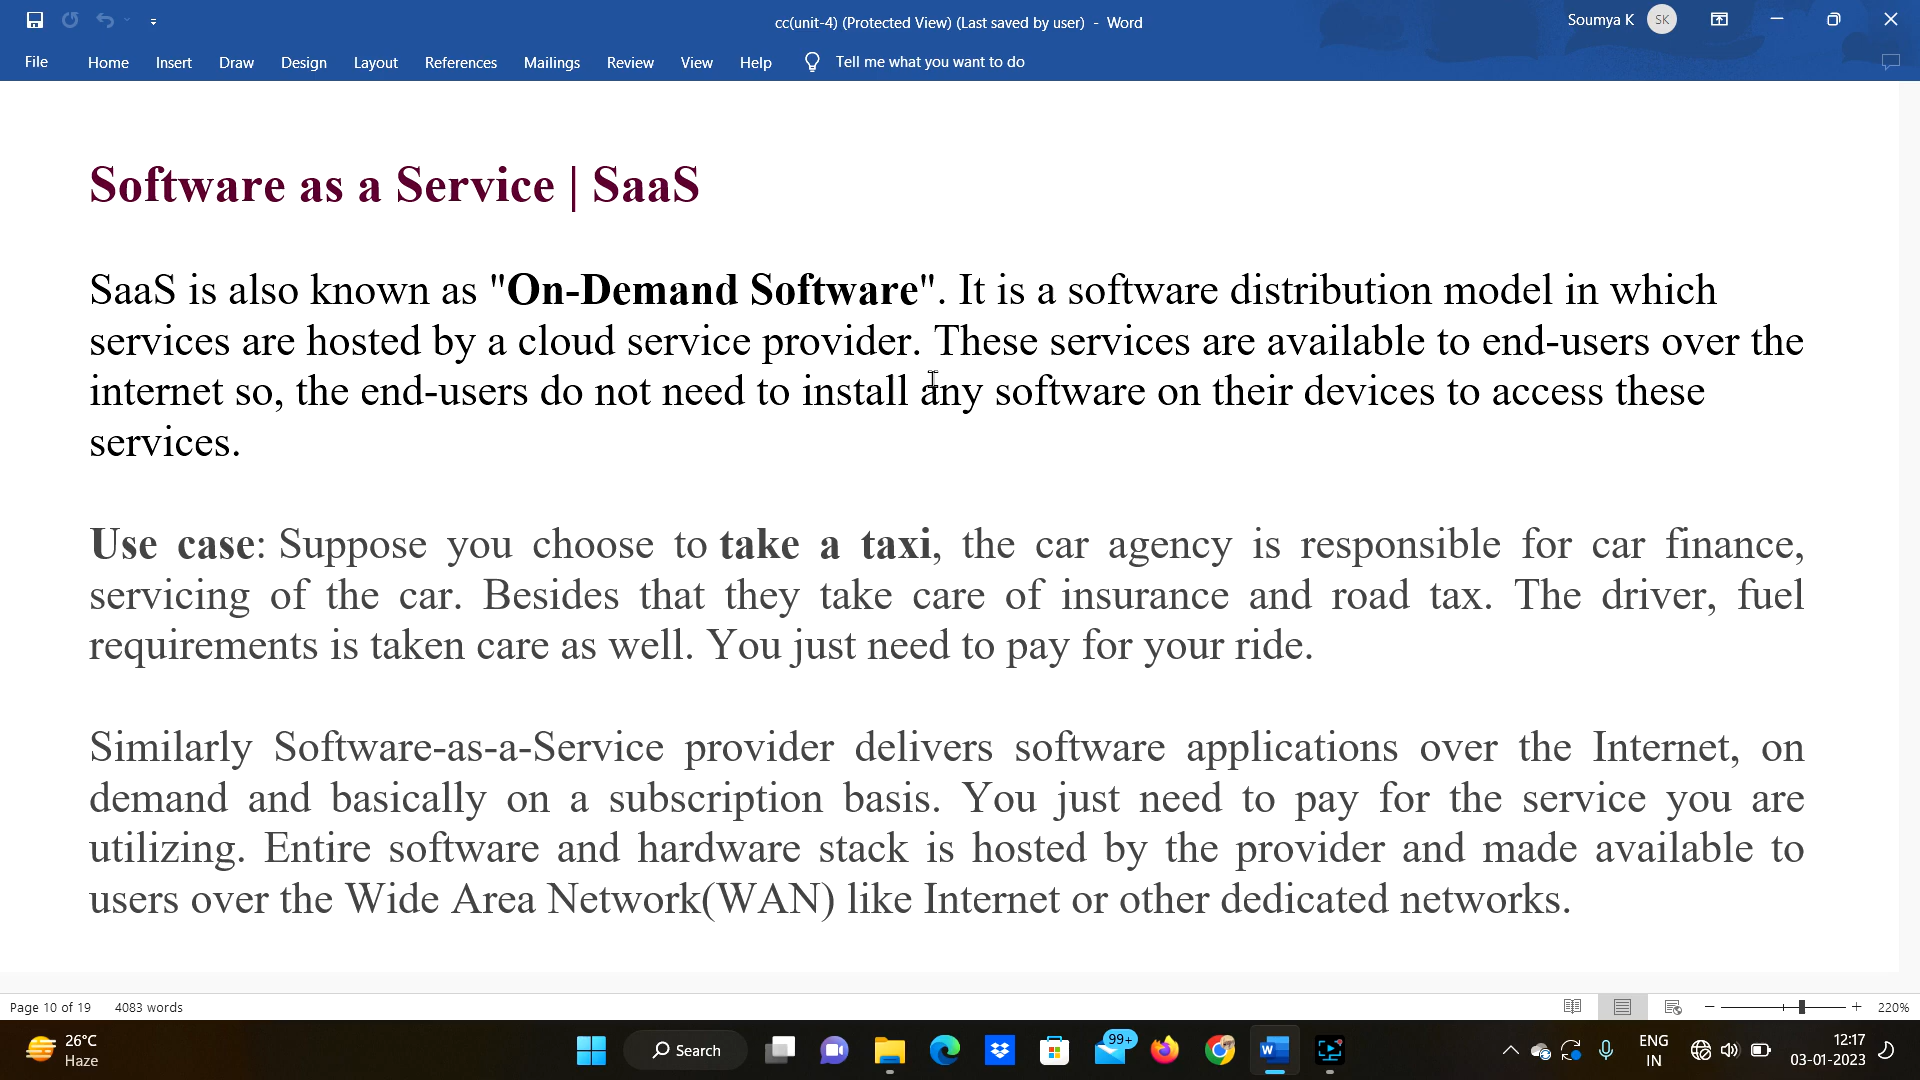 cc(unit-4) (Protected View) (Last saved by user) - Word
Soumya K SK
File Home Insert Draw Design Layout References Mailings Review View Help Tell me what you want to do
Software as a Service | SaaS
SaaS is also known as "On-Demand Software". It is a software distribution model in which
services are hosted by a cloud service provider. These services are available to end-users over the
internet so, the end-users do not need to install any software on their devices to access these
services.
Use case: Suppose you choose to take a taxi, the car agency is responsible for car finance,
servicing of the car. Besides that they take care of insurance and road tax. The driver, fuel
requirements is taken care as well. You just need to pay for your ride.
Similarly Software-as-a-Service provider delivers software applications over the Internet, on
demand and basically on a subscription basis. You just need to pay for the service you are
utilizing. Entire software and hardware stack is hosted by the provider and made available to
users over the Wide Area Network(WAN) like Internet or other dedicated networks.
Page 10 of 19 4083 words
220%
26°C
Haze
Search
99+
ENG
IN
12:17
03-01-2023